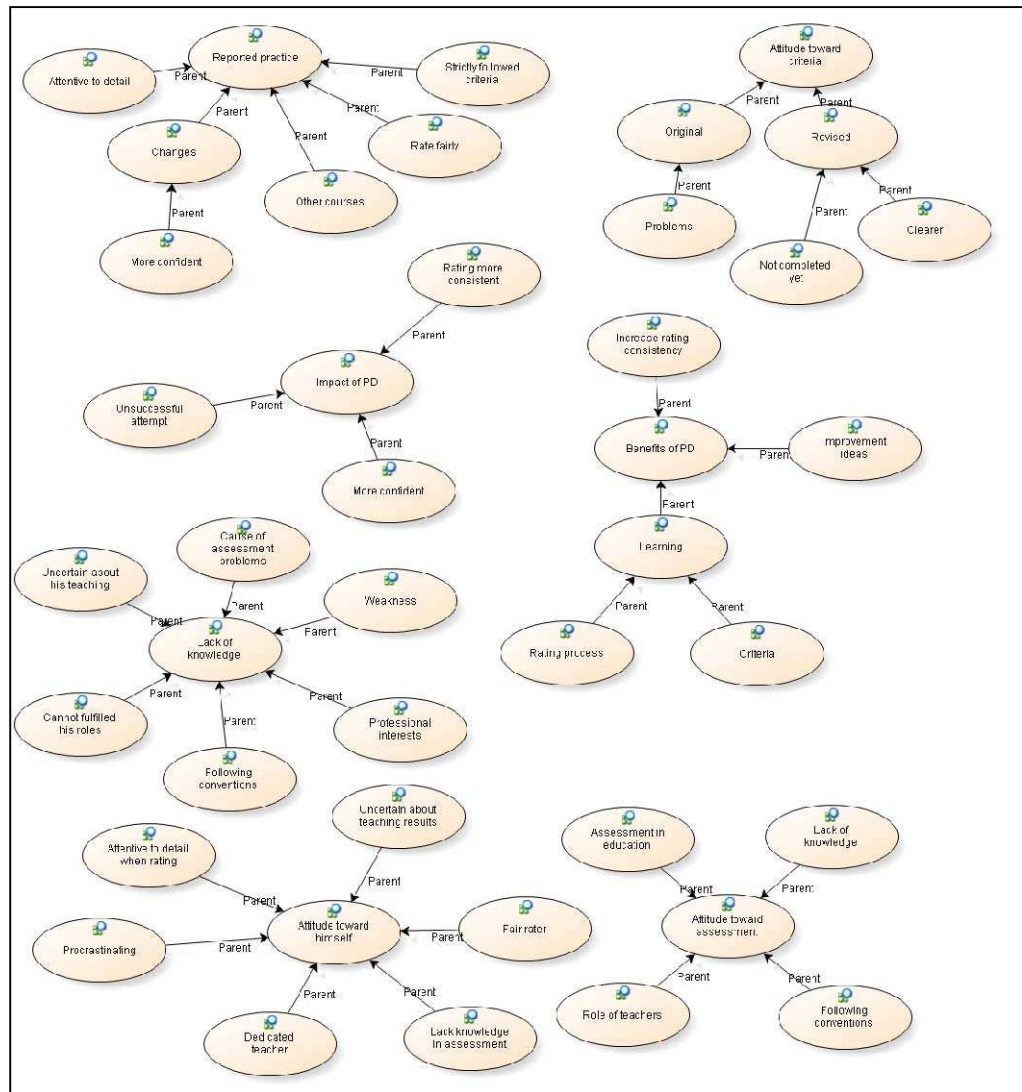 Reported practice
Attentive to detail
Strictly followed
criteria
Parent
Parent
Parent
Parent
Parent
Changes
Rate fairly
Other courses
Parent
More confident
Attitude toward
criteria
Parent
Parent
Original
Revised
Parent
Parent
Parent
Problems
Clearer
Not completed
yet
Rating more
consistent
Parent
Impact of PD
Unsuccessful
attempt
Parent
Parent
More confident
Increase rating
consistency
Parent
Benefits of PD
Parent
Improvement
ideas
Parent
Learning
Parent
Parent
Rating process
Criteria
Cause of
assessment
problems
Uncertain about
his teaching
Weakness
Parent
Parent
Parent
Lack of
knowledge
Parent
Parent
Parent
Cannot fulfilled
his roles
Professional
interests
Following
conventions
Uncertain about
teaching results
Attentive to detail
when rating
Parent
Parent
Attitude toward
himself
Fair rater
Parent
Procrastinating
Parent
Parent
Parent
Dedicated
teacher
Lack knowledge
in assessment
Assessment in
education
Lack of
knowledge
Parent
Parent
Attitude toward
assessment
Parent
Parent
Role of teachers
Following
conventions